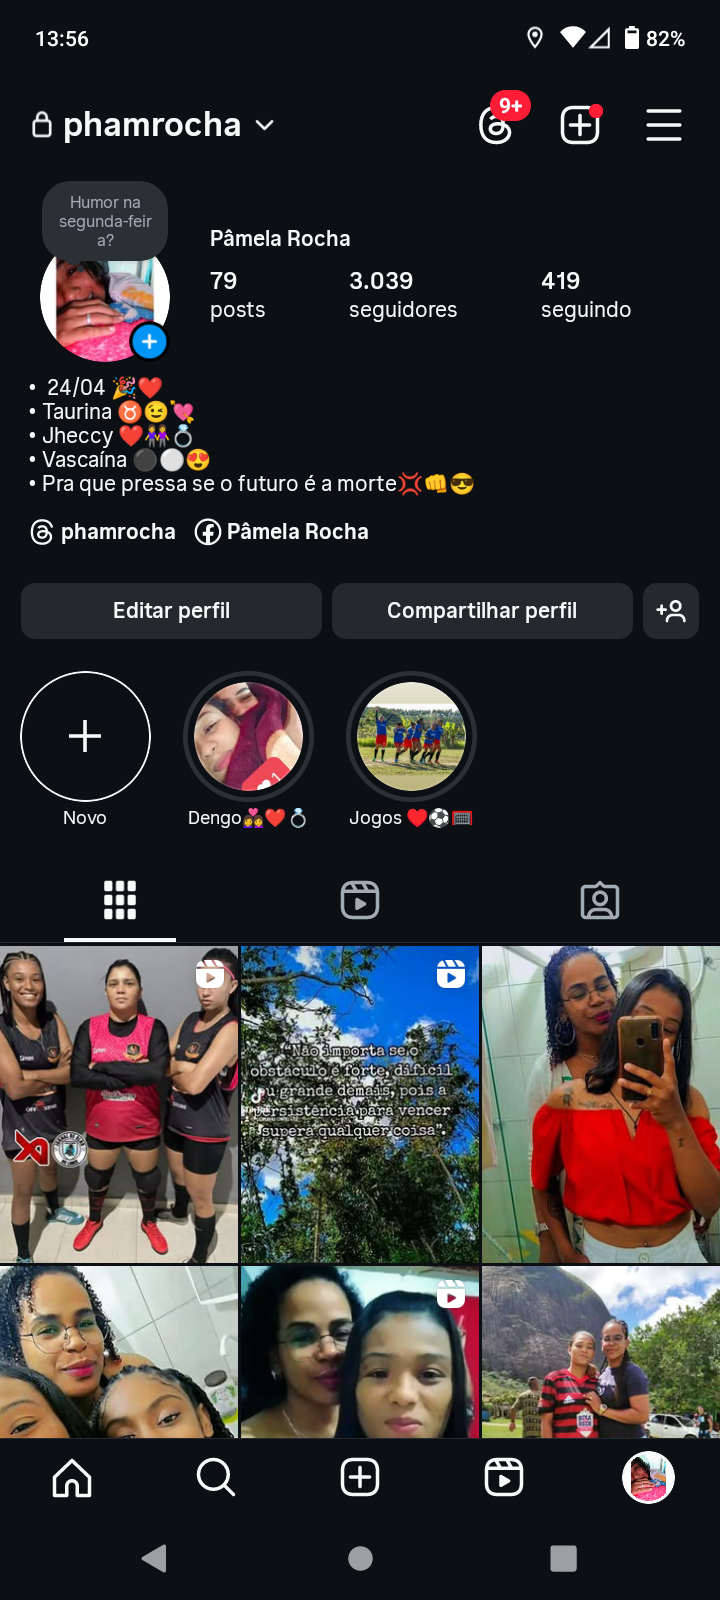 13:56
82%
phamrocha
9+
Humor na
segunda-feir
a?
Pâmela Rocha
79
3.039
419
posts
seguidores
seguindo
• 24/04 🎉❤️
• Taurina ♉😉💘
• Jheccy ❤️👭💍
• Vascaína ⚫⚪😍
• Pra que pressa se o futuro é a morte💢👊😎
phamrocha
Pâmela Rocha
Editar perfil
Compartilhar perfil
Novo
Dengo👩‍❤️‍👩❤️💍
Jogos ♥️⚽🥅
"Não importa se o
obstáculo é forte, difícil
ou grande demais, pois a
persistência para vencer
supera qualquer coisa".